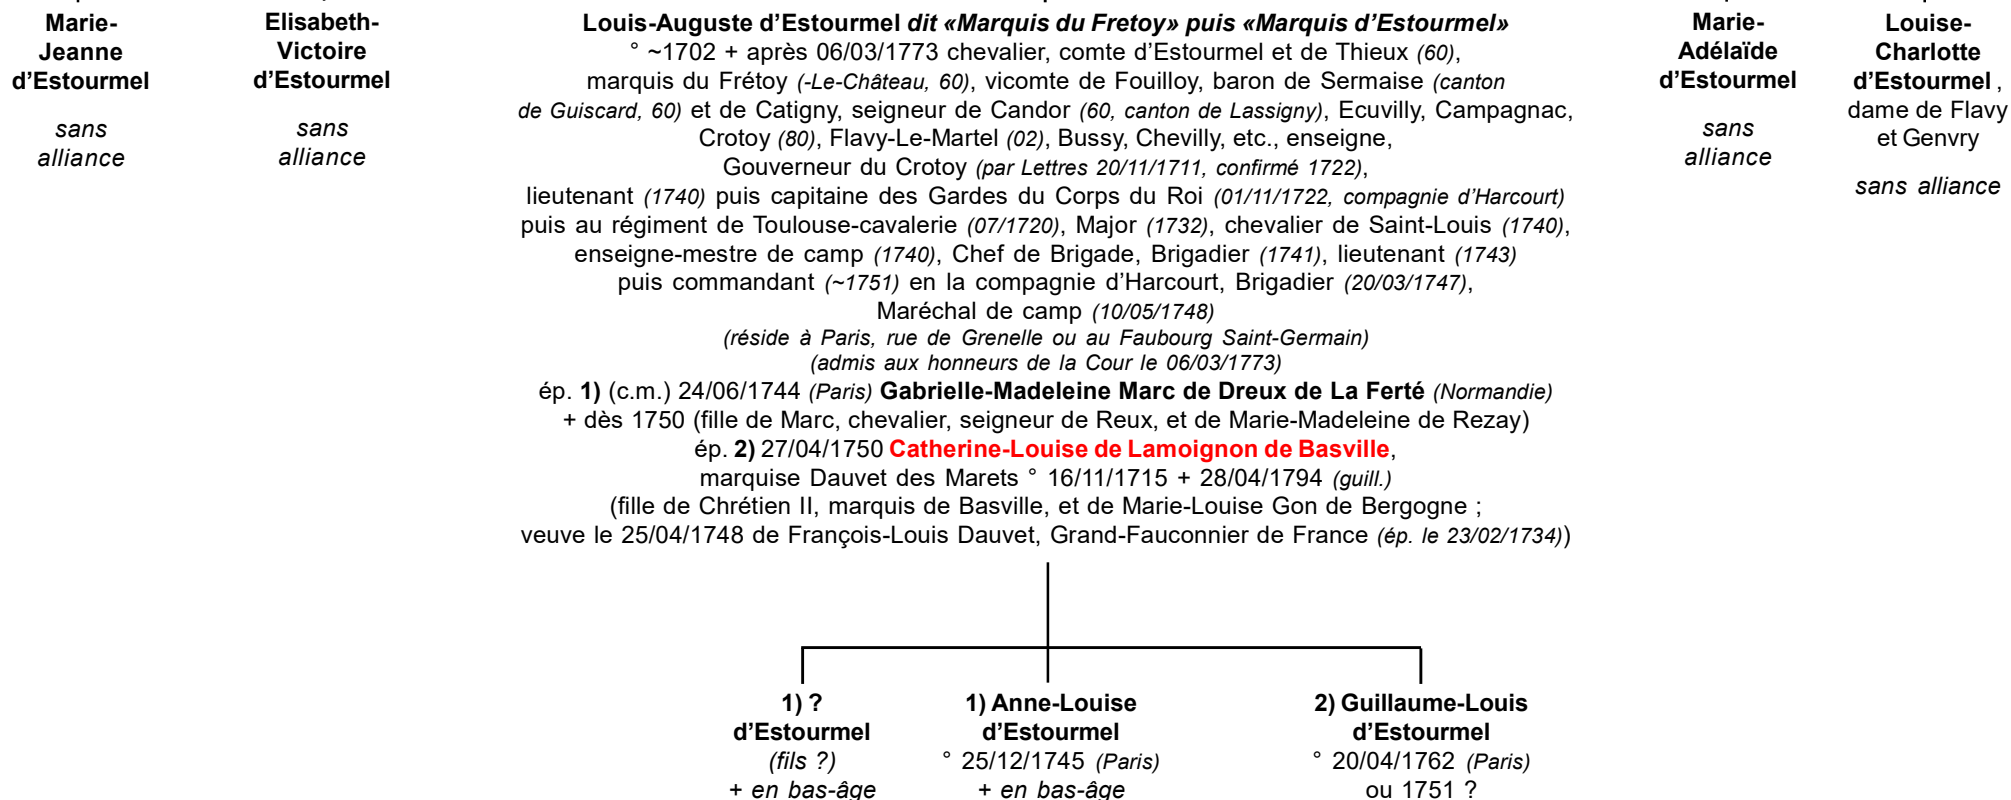 Marie-
Jeanne
d’Estourmel
sans
alliance
Elisabeth-
Victoire
d’Estourmel
sans
alliance
Louis-Auguste d’Estourmel dit «Marquis du Fretoy» puis «Marquis d’Estourmel»
° ~1702 + après 06/03/1773 chevalier, comte d’Estourmel et de Thieux (60),
marquis du Frétoy (-Le-Château, 60), vicomte de Fouilloy, baron de Sermaise (canton
de Guiscard, 60) et de Catigny, seigneur de Candor (60, canton de Lassigny), Ecuvilly, Campagnac,
Crotoy (80), Flavy-Le-Martel (02), Bussy, Chevilly, etc., enseigne,
Gouverneur du Crotoy (par Lettres 20/11/1711, confirmé 1722),
lieutenant (1740) puis capitaine des Gardes du Corps du Roi (01/11/1722, compagnie d’Harcourt)
puis au régiment de Toulouse-cavalerie (07/1720), Major (1732), chevalier de Saint-Louis (1740),
enseigne-mestre de camp (1740), Chef de Brigade, Brigadier (1741), lieutenant (1743)
puis commandant (~1751) en la compagnie d’Harcourt, Brigadier (20/03/1747),
Maréchal de camp (10/05/1748)
(réside à Paris, rue de Grenelle ou au Faubourg Saint-Germain)
(admis aux honneurs de la Cour le 06/03/1773)
ép. 1) (c.m.) 24/06/1744 (Paris) Gabrielle-Madeleine Marc de Dreux de La Ferté (Normandie)
+ dès 1750 (fille de Marc, chevalier, seigneur de Reux, et de Marie-Madeleine de Rezay)
ép. 2) 27/04/1750 Catherine-Louise de Lamoignon de Basville,
marquise Dauvet des Marets ° 16/11/1715 + 28/04/1794 (guill.)
(fille de Chrétien II, marquis de Basville, et de Marie-Louise Gon de Bergogne ;
veuve le 25/04/1748 de François-Louis Dauvet, Grand-Fauconnier de France (ép. le 23/02/1734))
Marie-
Adélaïde
d’Estourmel
sans
alliance
Louise-
Charlotte
d’Estourmel ,
dame de Flavy
et Genvry
sans alliance
1) ?
d’Estourmel
(fils ?)
+ en bas-âge
1) Anne-Louise
d’Estourmel
° 25/12/1745 (Paris)
+ en bas-âge
2) Guillaume-Louis
d’Estourmel
° 20/04/1762 (Paris)
ou 1751 ?